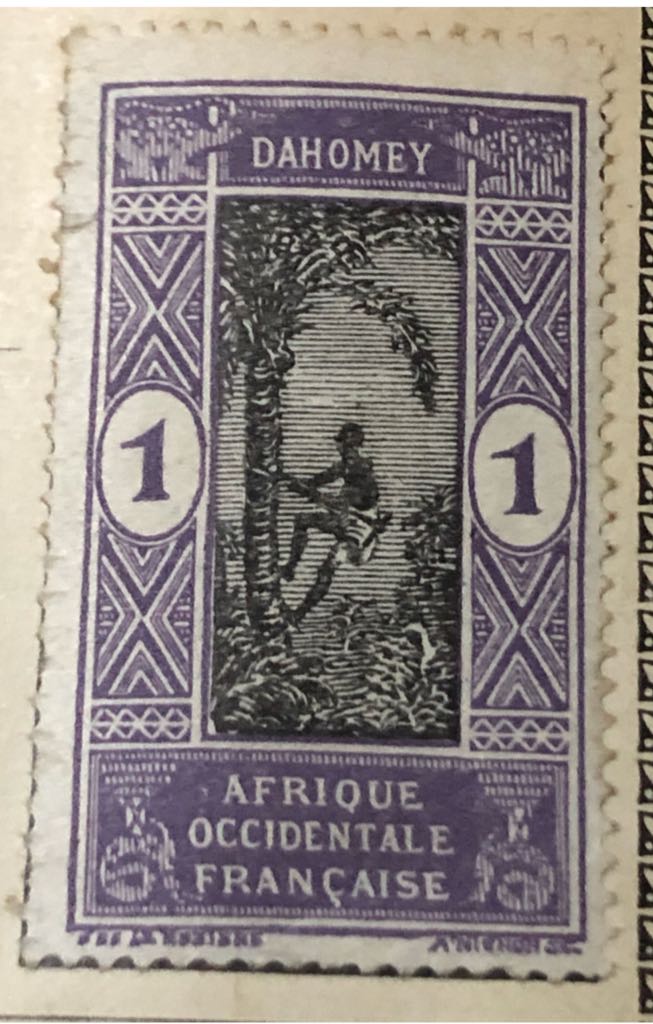 DAHOMEY
1 1
AFRIQUE
OCCIDENTALE
FRANÇAISE